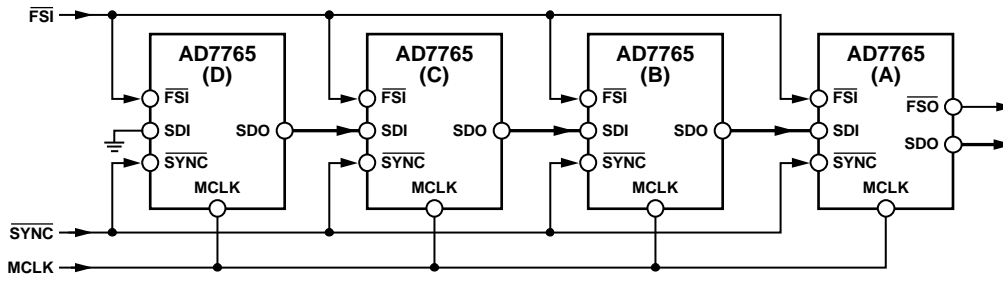 FSI
AD7765
(D)
FSI
SDI
SYNC
SDO
MCLK
AD7765
(C)
FSI
SDI
SYNC
SDO
MCLK
AD7765
(B)
FSI
SDI
SYNC
SDO
MCLK
AD7765
(A)
FSI
SDI
SYNC
FSO
SDO
MCLK
SYNC
MCLK